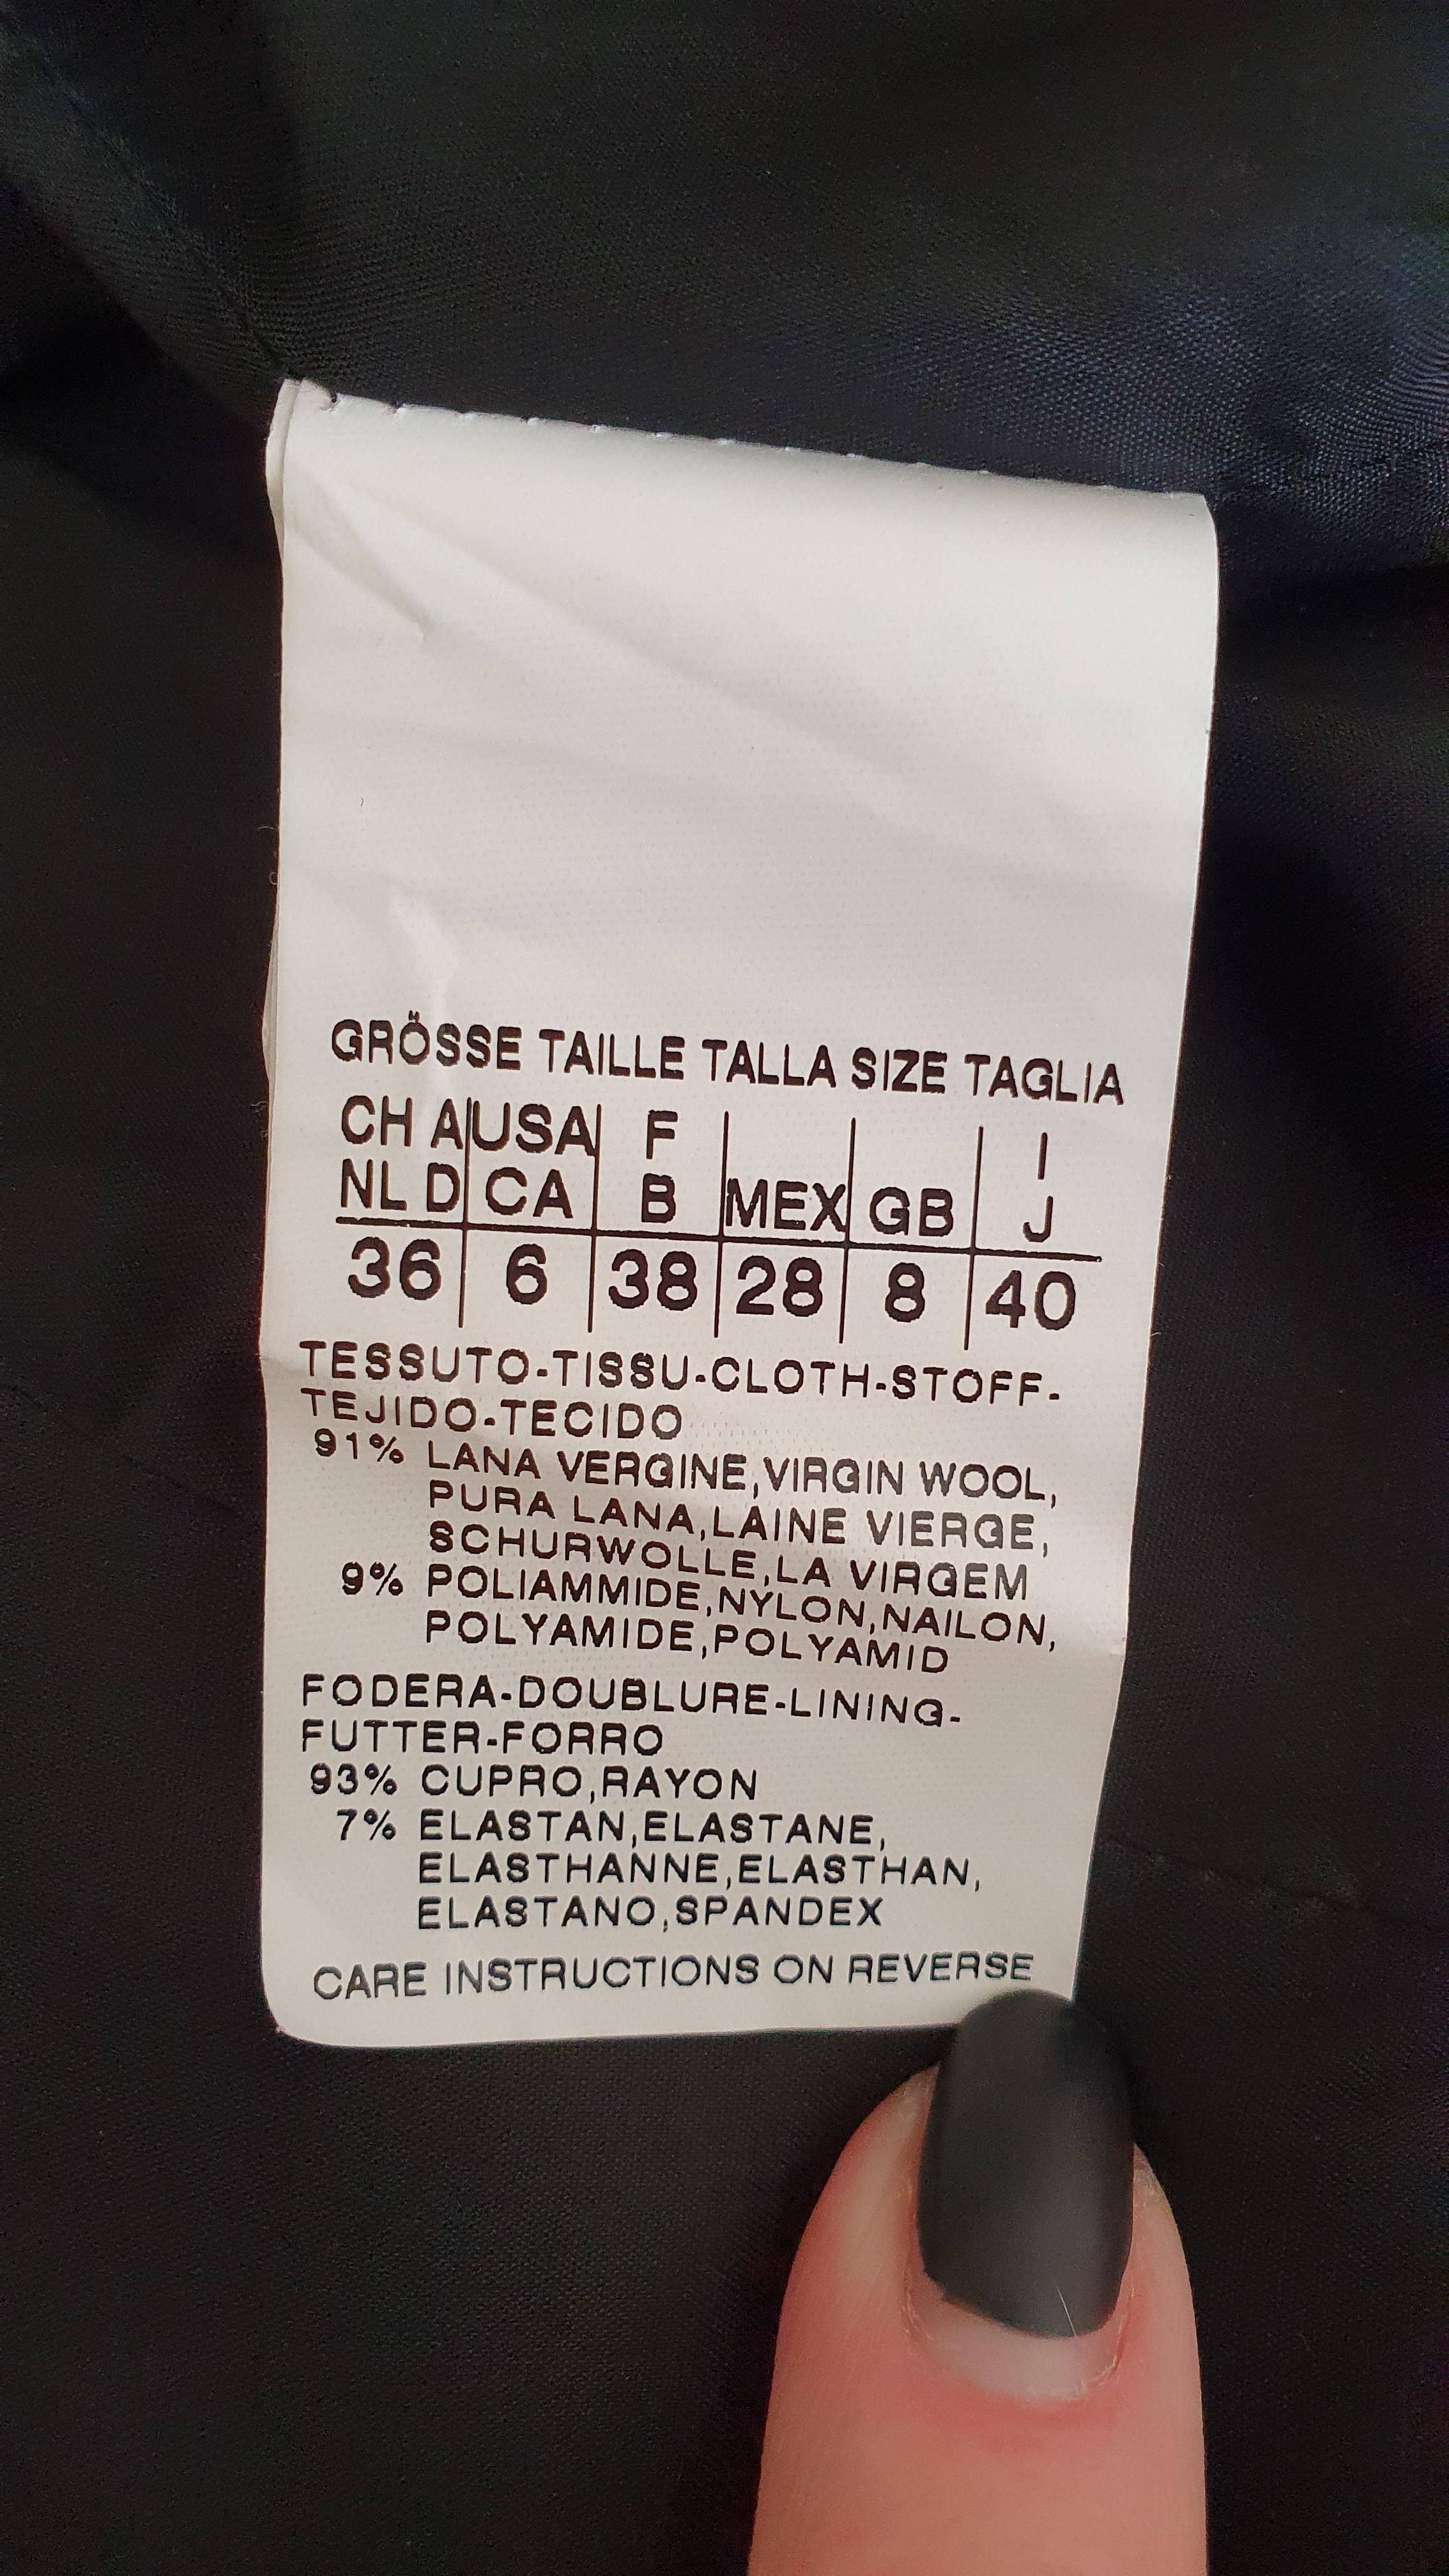 GRÖSSE TAILLE TALLA SIZE TAGLIA
CH A USA F I
NL D CA B MEX GB J
36 6 38 28 8 40
TESSUTO-TISSU-CLOTH-STOFF-
TEJIDO-TECIDO
91% LANA VERGINE,VIRGIN WOOL,
PURA LANA,LAINE VIERGE,
SCHURWOLLE,LA VIRGEM
9% POLIAMMIDE,NYLON,NAILON,
POLYAMIDE,POLYAMID
FODERA-DOUBLURE-LINING-
FUTTER-FORRO
93% CUPRO,RAYON
7% ELASTAN,ELASTANE,
ELASTHANNE,ELASTHAN,
ELASTANO,SPANDEX
CARE INSTRUCTIONS ON REVERSE